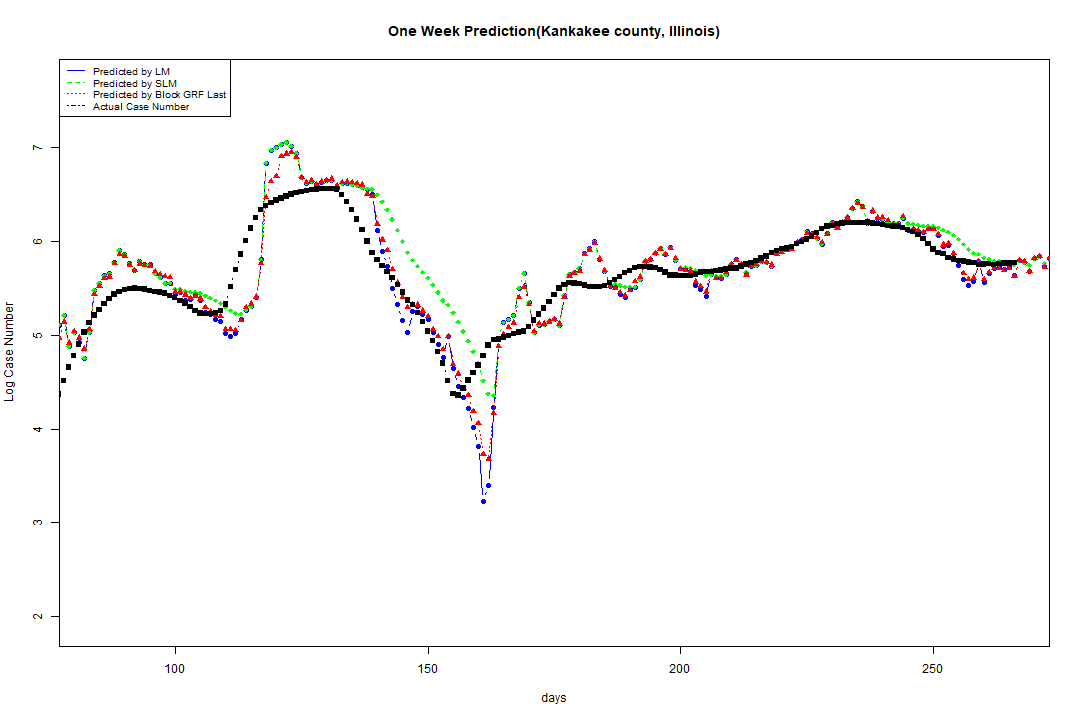 One Week Prediction(Kankakee county, Illinois)
Predicted by LM
Predicted by SLM
Predicted by Block GRF Last
Actual Case Number
7
6
5
4
3
2
Log Case Number
100 150 200 250
days